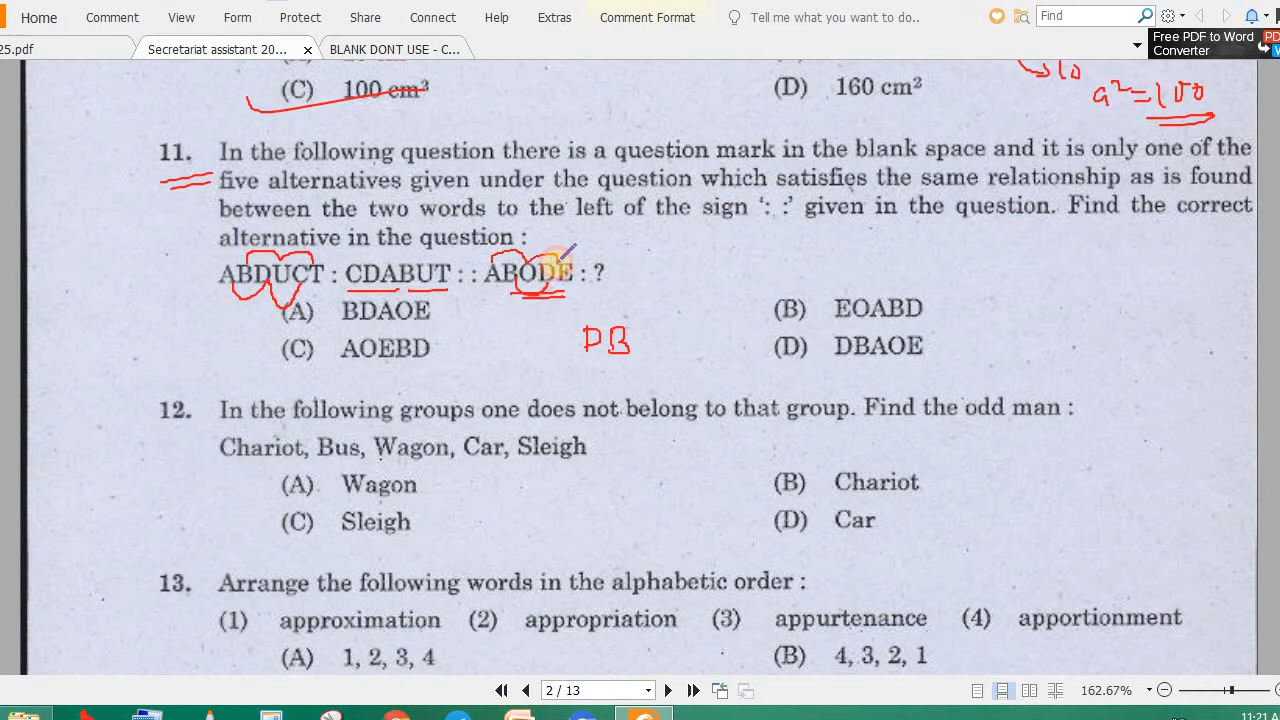 Home Comment View Form Protect Share Connect Help Extras Comment Format Tell me what you want to do.. Find
25.pdf Secretariat assistant 20... × BLANK DONT USE - C...
Free PDF to Word
Converter
(C) 100 cm² (D) 160 cm²
10
a² = 100
11. In the following question there is a question mark in the blank space and it is only one of the
five alternatives given under the question which satisfies the same relationship as is found
between the two words to the left of the sign ‘: :’ given in the question. Find the correct
alternative in the question :
ABDUCT : CDABUT : : ABODE : ?
(A) BDAOE (B) EOABD
DB
(C) AOEBD (D) DBAOE
12. In the following groups one does not belong to that group. Find the odd man :
Chariot, Bus, Wagon, Car, Sleigh
(A) Wagon (B) Chariot
(C) Sleigh (D) Car
13. Arrange the following words in the alphabetic order :
(1) approximation (2) appropriation (3) appurtenance (4) apportionment
(A) 1, 2, 3, 4 (B) 4, 3, 2, 1
2 / 13 162.67%
11:21 A